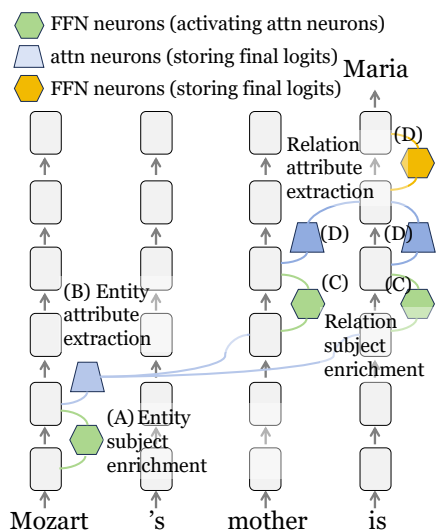 FFN neurons (activating attn neurons)
attn neurons (storing final logits)
FFN neurons (storing final logits)
Maria
(D)
Relation
attribute
extraction
(D)
(D)
(C)
(C)
(B) Entity
attribute
extraction
Relation
subject
enrichment
(A) Entity
subject
enrichment
Mozart 's mother is